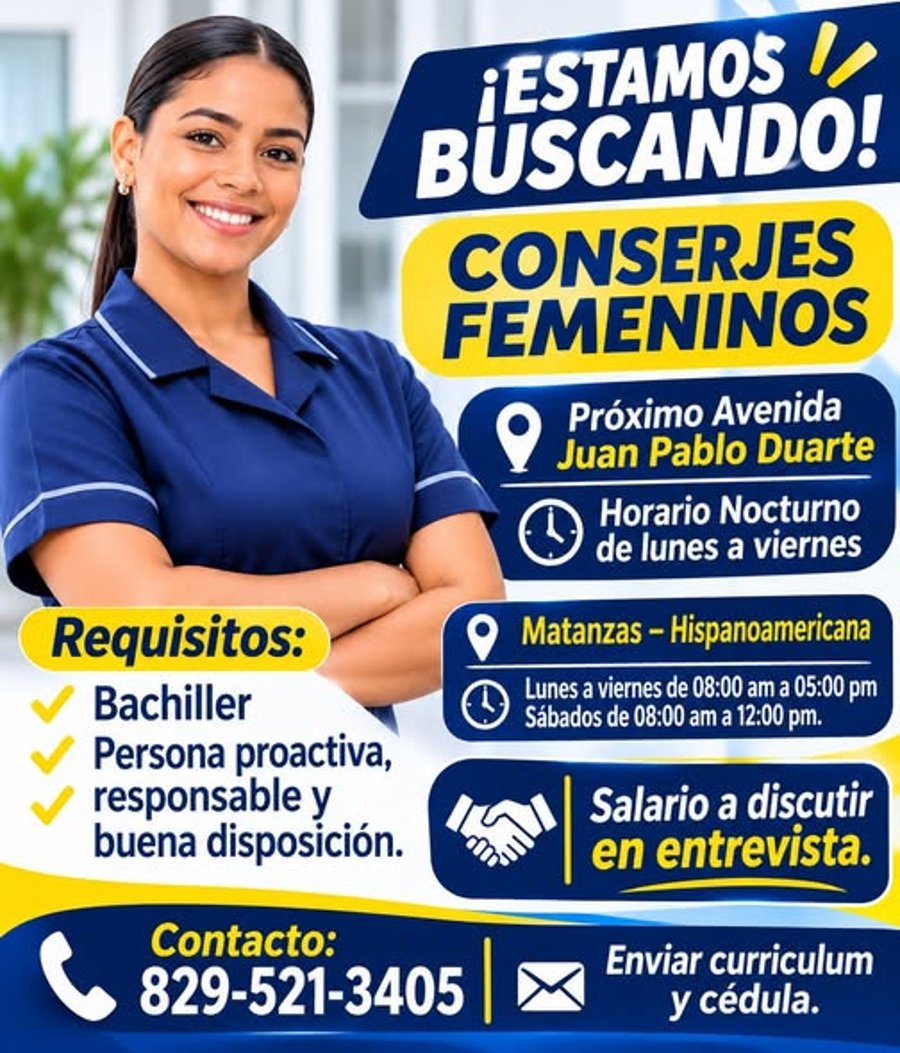 ¡ESTAMOS
BUSCANDO!
CONSERJES
FEMENINOS
Próximo Avenida
Juan Pablo Duarte
Horario Nocturno
de lunes a viernes
Matanzas – Hispanoamericana
Lunes a viernes de 08:00 am a 05:00 pm
Sábados de 08:00 am a 12:00 pm.
Requisitos:
Bachiller
Persona proactiva,
responsable y
buena disposición.
Salario a discutir
en entrevista.
Contacto:
829-521-3405
Enviar curriculum
y cédula.